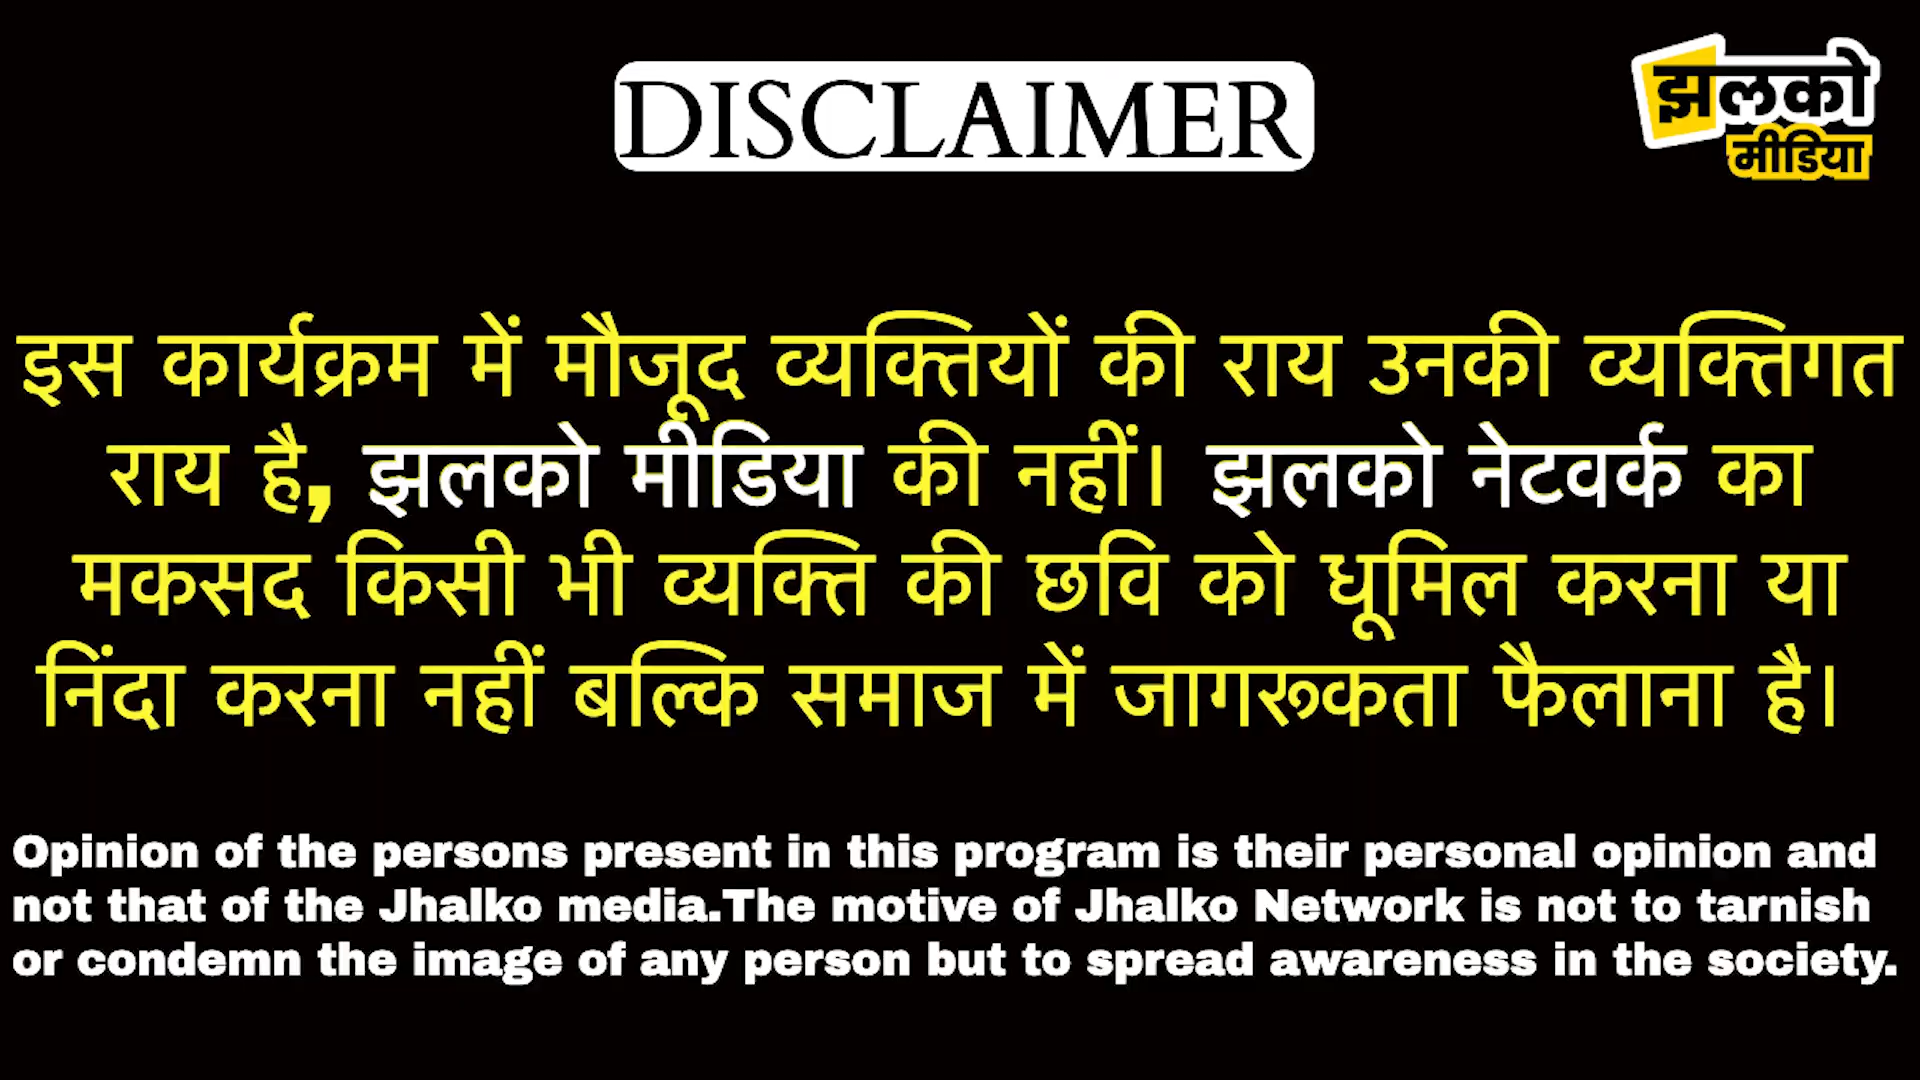 DISCLAIMER
झलको
मीडिया
इस कार्यक्रम में मौजूद व्यक्तियों की राय उनकी व्यक्तिगत
राय है, झलको मीडिया की नहीं। झलको नेटवर्क का
मकसद किसी भी व्यक्ति की छवि को धूमिल करना या
निंदा करना नहीं बल्कि समाज में जागरूकता फैलाना है।
Opinion of the persons present in this program is their personal opinion and
not that of the Jhalko media.The motive of Jhalko Network is not to tarnish
or condemn the image of any person but to spread awareness in the society.